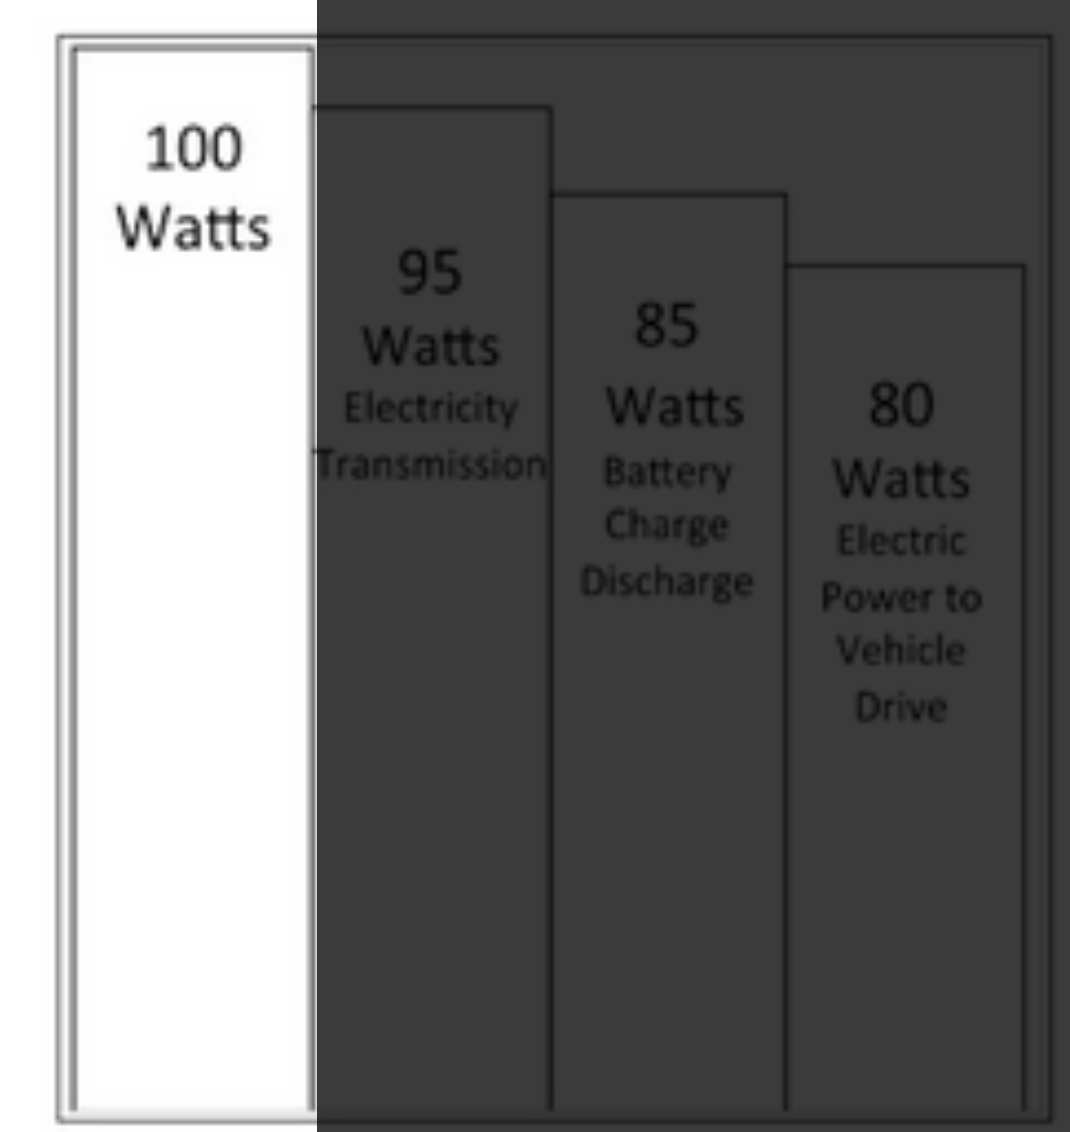 100
Watts
95
Watts
Electricity
Transmission
85
Watts
Battery
Charge
Discharge
80
Watts
Electric
Power to
Vehicle
Drive